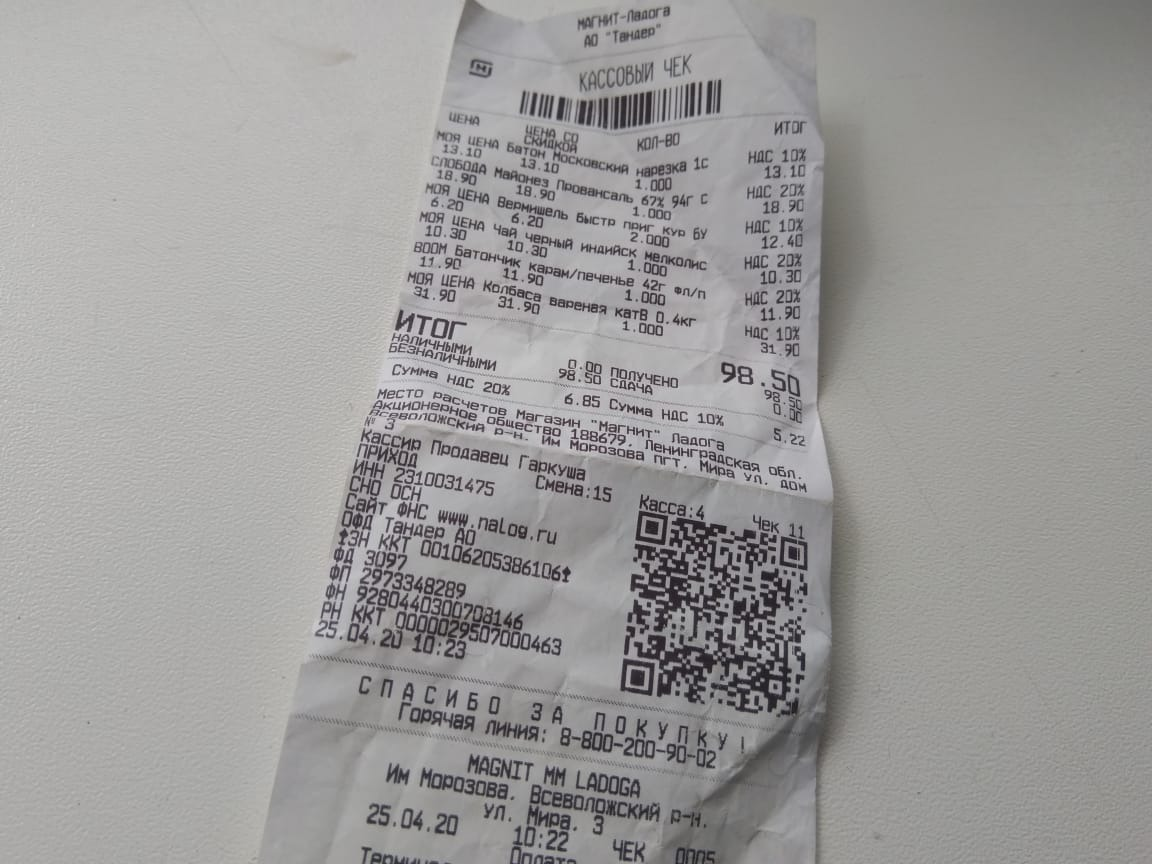 МАГНИТ-Ладога
АО "Тандер"
КАССОВЫЙ ЧЕК
ЦЕНА ЦЕНА СО СКИДКОЙ КОЛ-ВО ИТОГ
МОЯ ЦЕНА Батон Московский нарезка 1с НДС 10%
13.10 13.10 1.000 13.10
СЛОБОДА Майонез Провансаль 67% 94г С НДС 20%
18.90 18.90 1.000 18.90
МОЯ ЦЕНА Вермишель быстр приг кур бу НДС 10%
6.20 6.20 2.000 12.40
МОЯ ЦЕНА Чай черный индийск мелколис НДС 20%
10.30 10.30 1.000 10.30
BOOM Батончик карам/печенье 42г фл/п НДС 20%
11.90 11.90 1.000 11.90
МОЯ ЦЕНА Колбаса вареная катВ 0.4кг НДС 10%
31.90 31.90 1.000 31.90
ИТОГ 98.50
НАЛИЧНЫМИ 0.00 ПОЛУЧЕНО 98.50
БЕЗНАЛИЧНЫМИ 98.50 СДАЧА 0.00
Сумма НДС 20% 6.85 Сумма НДС 10% 5.22
Место расчетов Магазин "Магнит" Ладога
Акционерное общество 188679, Ленинградская обл.
Всеволожский р-н. Им Морозова пгт. Мира ул. дом
№ 3
Кассир Продавец Гаркуша
ПРИХОД Смена:15 Касса:4 Чек 11
ИНН 2310031475
СНО ОСН
Сайт ФНС www.nalog.ru
ОФД Тандер АО
ЗН ККТ 00106205386106
ФД 3097
ФП 2973348289
ФН 9280440300708146
РН ККТ 0000029507000463
25.04.20 10:23
СПАСИБО ЗА ПОКУПКУ!
Горячая линия: 8-800-200-90-02
MAGNIT MM LADOGA
Им Морозова, Всеволожский р-н.
ул. Мира, 3
25.04.20 10:22 ЧЕК 0005
Оплата